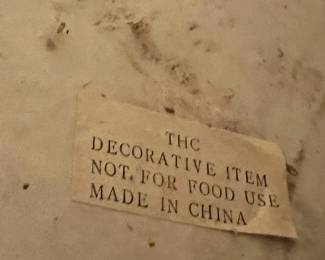 THC
DECORATIVE ITEM
NOT FOR FOOD USE
MADE IN CHINA